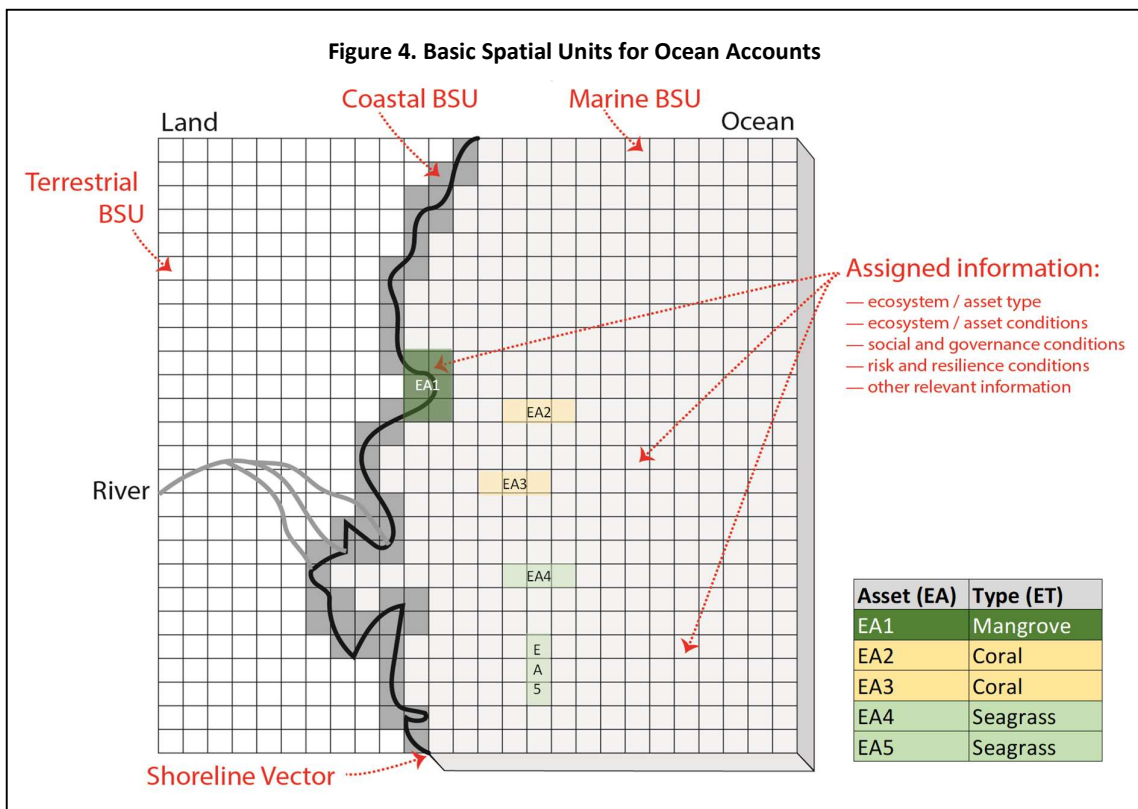 Figure 4. Basic Spatial Units for Ocean Accounts
Coastal BSU
Marine BSU
Land
Ocean
Terrestrial
BSU
Assigned information:
— ecosystem / asset type
— ecosystem / asset conditions
— social and governance conditions
— risk and resilience conditions
— other relevant information
EA1
EA2
EA3
River
EA4
E
A
5
Shoreline Vector
Asset (EA) Type (ET)
EA1 Mangrove
EA2 Coral
EA3 Coral
EA4 Seagrass
EA5 Seagrass